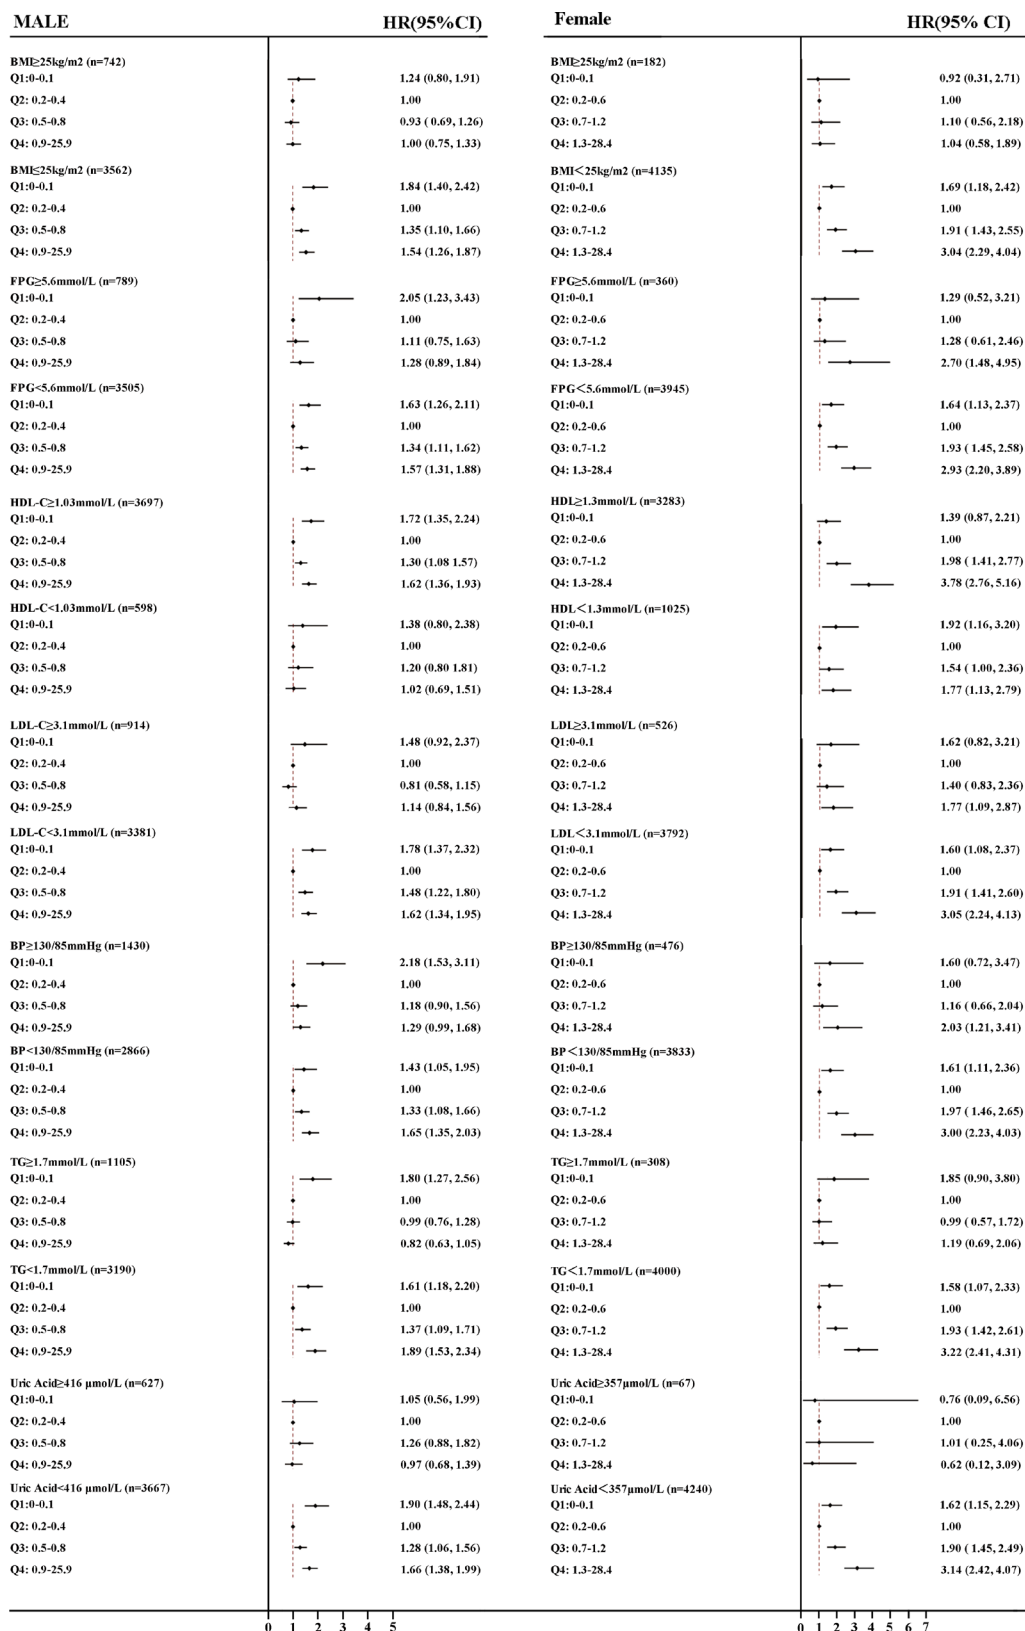 MALE HR(95%CI)
BMI≥25kg/m2 (n=742)
Q1:0-0.1 1.24 (0.80, 1.91)
Q2: 0.2-0.4 1.00
Q3: 0.5-0.8 0.93 ( 0.69, 1.26)
Q4: 0.9-25.9 1.00 (0.75, 1.33)
BMI≤25kg/m2 (n=3562)
Q1:0-0.1 1.84 (1.40, 2.42)
Q2: 0.2-0.4 1.00
Q3: 0.5-0.8 1.35 (1.10, 1.66)
Q4: 0.9-25.9 1.54 (1.26, 1.87)
FPG≥5.6mmol/L (n=789)
Q1:0-0.1 2.05 (1.23, 3.43)
Q2: 0.2-0.4 1.00
Q3: 0.5-0.8 1.11 (0.75, 1.63)
Q4: 0.9-25.9 1.28 (0.89, 1.84)
FPG<5.6mmol/L (n=3505)
Q1:0-0.1 1.63 (1.26, 2.11)
Q2: 0.2-0.4 1.00
Q3: 0.5-0.8 1.34 (1.11, 1.62)
Q4: 0.9-25.9 1.57 (1.31, 1.88)
HDL-C≥1.03mmol/L (n=3697)
Q1:0-0.1 1.72 (1.35, 2.24)
Q2: 0.2-0.4 1.00
Q3: 0.5-0.8 1.30 (1.08 1.57)
Q4: 0.9-25.9 1.62 (1.36, 1.93)
HDL-C<1.03mmol/L (n=598)
Q1:0-0.1 1.38 (0.80, 2.38)
Q2: 0.2-0.4 1.00
Q3: 0.5-0.8 1.20 (0.80 1.81)
Q4: 0.9-25.9 1.02 (0.69, 1.51)
LDL-C≥3.1mmol/L (n=914)
Q1:0-0.1 1.48 (0.92, 2.37)
Q2: 0.2-0.4 1.00
Q3: 0.5-0.8 0.81 (0.58, 1.15)
Q4: 0.9-25.9 1.14 (0.84, 1.56)
LDL-C<3.1mmol/L (n=3381)
Q1:0-0.1 1.78 (1.37, 2.32)
Q2: 0.2-0.4 1.00
Q3: 0.5-0.8 1.48 (1.22, 1.80)
Q4: 0.9-25.9 1.62 (1.34, 1.95)
BP≥130/85mmHg (n=1430)
Q1:0-0.1 2.18 (1.53, 3.11)
Q2: 0.2-0.4 1.00
Q3: 0.5-0.8 1.18 (0.90, 1.56)
Q4: 0.9-25.9 1.29 (0.99, 1.68)
BP<130/85mmHg (n=2866)
Q1:0-0.1 1.43 (1.05, 1.95)
Q2: 0.2-0.4 1.00
Q3: 0.5-0.8 1.33 (1.08, 1.66)
Q4: 0.9-25.9 1.65 (1.35, 2.03)
TG≥1.7mmol/L (n=1105)
Q1:0-0.1 1.80 (1.27, 2.56)
Q2: 0.2-0.4 1.00
Q3: 0.5-0.8 0.99 (0.76, 1.28)
Q4: 0.9-25.9 0.82 (0.63, 1.05)
TG<1.7mmol/L (n=3190)
Q1:0-0.1 1.61 (1.18, 2.20)
Q2: 0.2-0.4 1.00
Q3: 0.5-0.8 1.37 (1.09, 1.71)
Q4: 0.9-25.9 1.89 (1.53, 2.34)
Uric Acid≥416 μmol/L (n=627)
Q1:0-0.1 1.05 (0.56, 1.99)
Q2: 0.2-0.4 1.00
Q3: 0.5-0.8 1.26 (0.88, 1.82)
Q4: 0.9-25.9 0.97 (0.68, 1.39)
Uric Acid<416 μmol/L (n=3667)
Q1:0-0.1 1.90 (1.48, 2.44)
Q2: 0.2-0.4 1.00
Q3: 0.5-0.8 1.28 (1.06, 1.56)
Q4: 0.9-25.9 1.66 (1.38, 1.99)
0 1 2 3 4 5
Female HR(95% CI)
BMI≥25kg/m2 (n=182)
Q1:0-0.1 0.92 (0.31, 2.71)
Q2: 0.2-0.6 1.00
Q3: 0.7-1.2 1.10 ( 0.56, 2.18)
Q4: 1.3-28.4 1.04 (0.58, 1.89)
BMI<25kg/m2 (n=4135)
Q1:0-0.1 1.69 (1.18, 2.42)
Q2: 0.2-0.6 1.00
Q3: 0.7-1.2 1.91 ( 1.43, 2.55)
Q4: 1.3-28.4 3.04 (2.29, 4.04)
FPG≥5.6mmol/L (n=360)
Q1:0-0.1 1.29 (0.52, 3.21)
Q2: 0.2-0.6 1.00
Q3: 0.7-1.2 1.28 ( 0.61, 2.46)
Q4: 1.3-28.4 2.70 (1.48, 4.95)
FPG<5.6mmol/L (n=3945)
Q1:0-0.1 1.64 (1.13, 2.37)
Q2: 0.2-0.6 1.00
Q3: 0.7-1.2 1.93 ( 1.45, 2.58)
Q4: 1.3-28.4 2.93 (2.20, 3.89)
HDL≥1.3mmol/L (n=3283)
Q1:0-0.1 1.39 (0.87, 2.21)
Q2: 0.2-0.6 1.00
Q3: 0.7-1.2 1.98 ( 1.41, 2.77)
Q4: 1.3-28.4 3.78 (2.76, 5.16)
HDL<1.3mmol/L (n=1025)
Q1:0-0.1 1.92 (1.16, 3.20)
Q2: 0.2-0.6 1.00
Q3: 0.7-1.2 1.54 ( 1.00, 2.36)
Q4: 1.3-28.4 1.77 (1.13, 2.79)
LDL≥3.1mmol/L (n=526)
Q1:0-0.1 1.62 (0.82, 3.21)
Q2: 0.2-0.6 1.00
Q3: 0.7-1.2 1.40 ( 0.83, 2.36)
Q4: 1.3-28.4 1.77 (1.09, 2.87)
LDL<3.1mmol/L (n=3792)
Q1:0-0.1 1.60 (1.08, 2.37)
Q2: 0.2-0.6 1.00
Q3: 0.7-1.2 1.91 ( 1.41, 2.60)
Q4: 1.3-28.4 3.05 (2.24, 4.13)
BP≥130/85mmHg (n=476)
Q1:0-0.1 1.60 (0.72, 3.47)
Q2: 0.2-0.6 1.00
Q3: 0.7-1.2 1.16 ( 0.66, 2.04)
Q4: 1.3-28.4 2.03 (1.21, 3.41)
BP<130/85mmHg (n=3833)
Q1:0-0.1 1.61 (1.11, 2.36)
Q2: 0.2-0.6 1.00
Q3: 0.7-1.2 1.97 ( 1.46, 2.65)
Q4: 1.3-28.4 3.00 (2.23, 4.03)
TG≥1.7mmol/L (n=308)
Q1:0-0.1 1.85 (0.90, 3.80)
Q2: 0.2-0.6 1.00
Q3: 0.7-1.2 0.99 ( 0.57, 1.72)
Q4: 1.3-28.4 1.19 (0.69, 2.06)
TG<1.7mmol/L (n=4000)
Q1:0-0.1 1.58 (1.07, 2.33)
Q2: 0.2-0.6 1.00
Q3: 0.7-1.2 1.93 ( 1.42, 2.61)
Q4: 1.3-28.4 3.22 (2.41, 4.31)
Uric Acid≥357μmol/L (n=67)
Q1:0-0.1 0.76 (0.09, 6.56)
Q2: 0.2-0.6 1.00
Q3: 0.7-1.2 1.01 ( 0.25, 4.06)
Q4: 1.3-28.4 0.62 (0.12, 3.09)
Uric Acid<357μmol/L (n=4240)
Q1:0-0.1 1.62 (1.15, 2.29)
Q2: 0.2-0.6 1.00
Q3: 0.7-1.2 1.90 ( 1.45, 2.49)
Q4: 1.3-28.4 3.14 (2.42, 4.07)
0 1 2 3 4 5 6 7